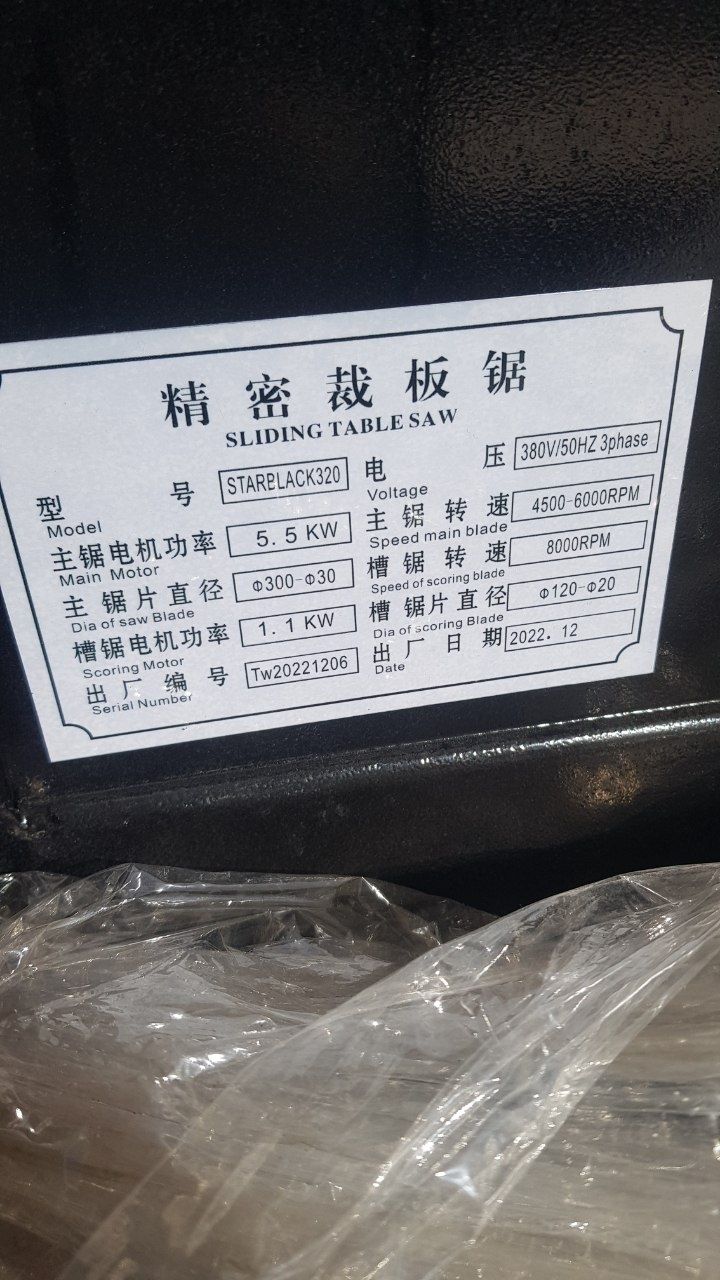 精密裁板锯
SLIDING TABLE SAW
型号 STARBLACK320
Model
主锯电机功率 5.5 KW
Main Motor
主锯片直径 Φ300-Φ30
Dia of saw Blade
槽锯电机功率 1.1 KW
Scoring Motor
出厂编号 Tw20221206
Serial Number
电压 380V/50HZ 3phase
Voltage
主锯转速 4500-6000RPM
Speed main blade
槽锯转速 8000RPM
Speed of scoring blade
槽锯片直径 Φ120-Φ20
Dia of scoring Blade
出厂日期 2022.12
Date